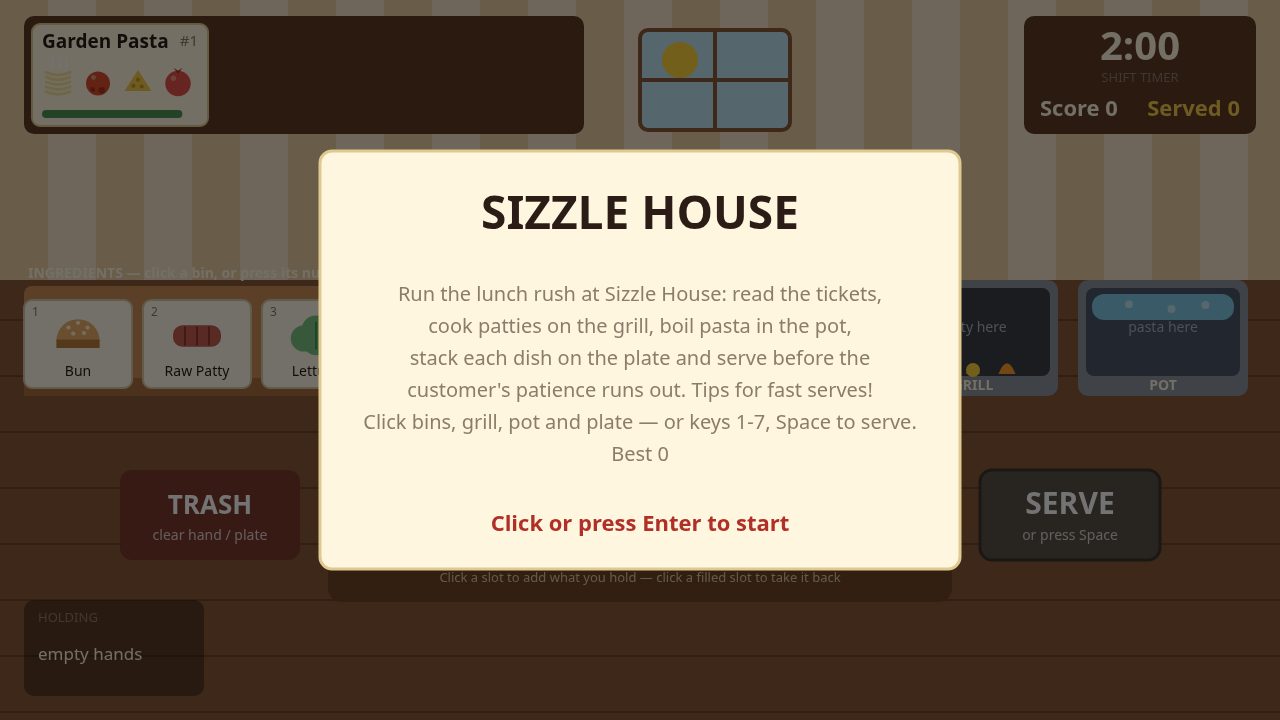 Garden Pasta #1
2:00
SHIFT TIMER
Score 0 Served 0
SIZZLE HOUSE
Run the lunch rush at Sizzle House: read the tickets,
cook patties on the grill, boil pasta in the pot,
stack each dish on the plate and serve before the
customer's patience runs out. Tips for fast serves!
Click bins, grill, pot and plate — or keys 1-7, Space to serve.
Best 0
Click or press Enter to start
INGREDIENTS — click a bin, or press its
1
Bun
2
Raw Patty
3
here
pasta here
POT
TRASH
clear hand / plate
SERVE
or press Space
Click a slot to add what you hold — click a filled slot to take it back
HOLDING
empty hands